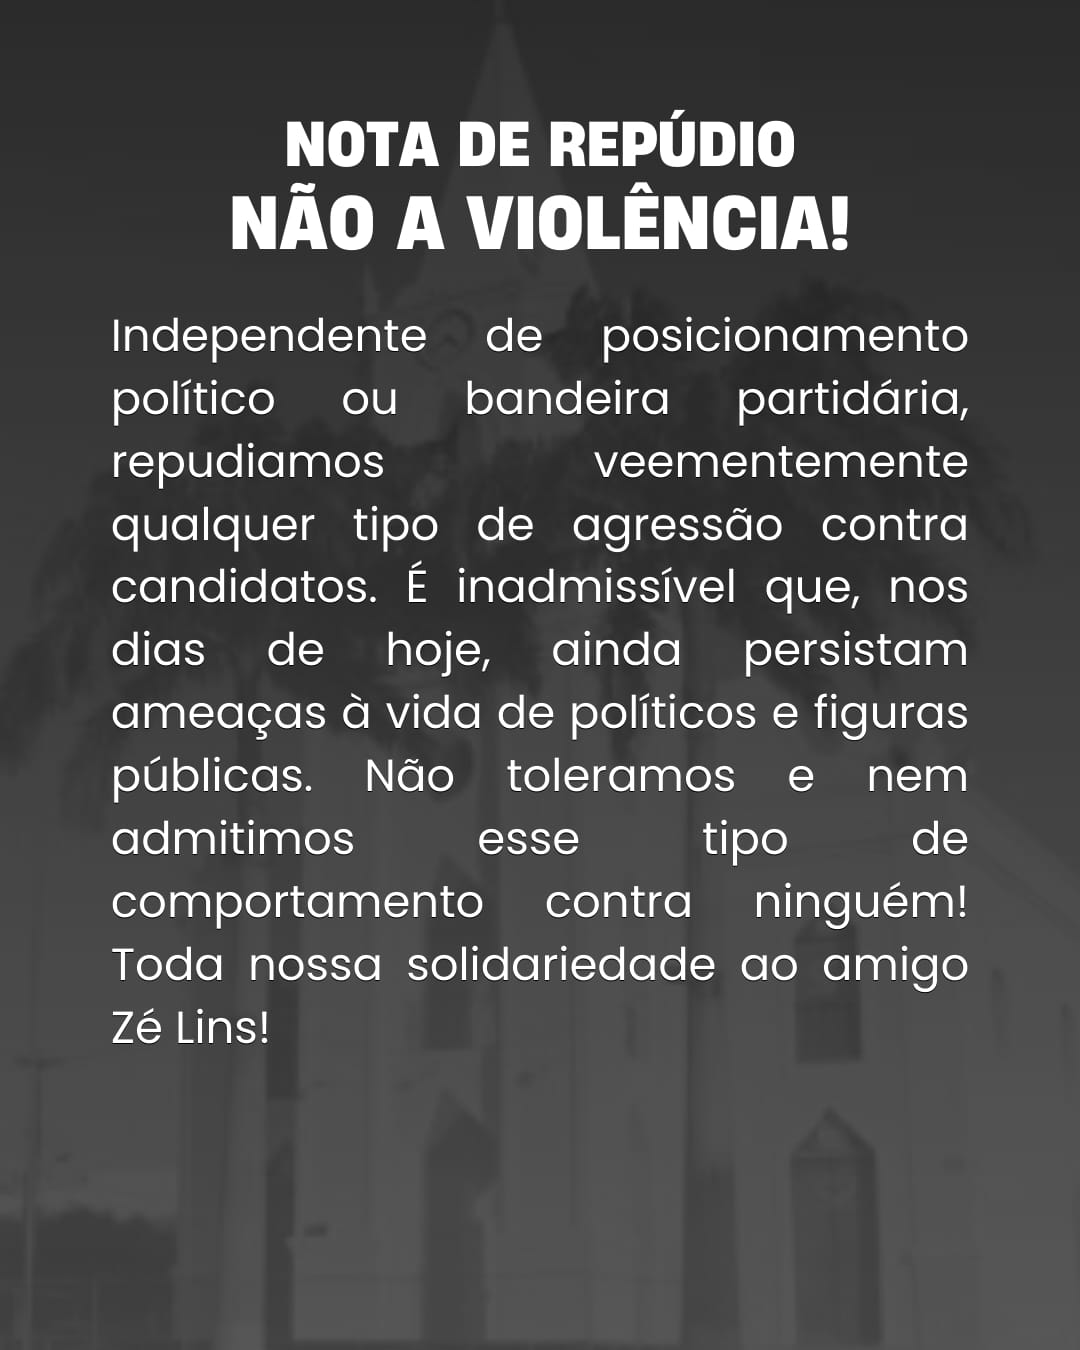 NOTA DE REPÚDIO
NÃO A VIOLÊNCIA!
Independente de posicionamento
político ou bandeira partidária,
repudiamos veementemente
qualquer tipo de agressão contra
candidatos. É inadmissível que, nos
dias de hoje, ainda persistam
ameaças à vida de políticos e figuras
públicas. Não toleramos e nem
admitimos esse tipo de
comportamento contra ninguém!
Toda nossa solidariedade ao amigo
Zé Lins!